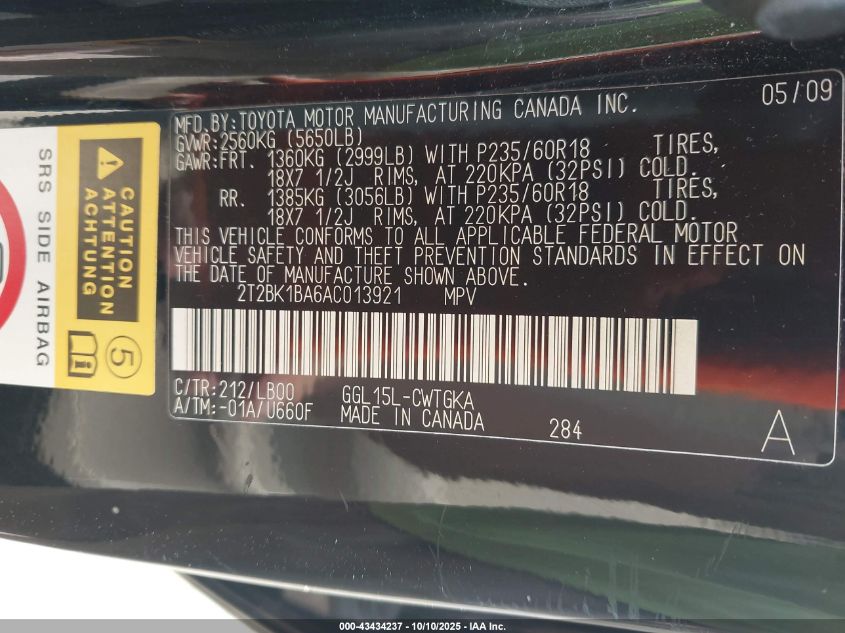 05/09
MFD.BY:TOYOTA MOTOR MANUFACTURING CANADA INC.
GVWR:2560KG (5650LB)
GAWR:FRT. 1360KG (2999LB) WITH P235/60R18 TIRES,
18X7 1/2J RIMS, AT 220KPA (32PSI) COLD.
RR. 1385KG (3056LB) WITH P235/60R18 TIRES,
18X7 1/2J RIMS, AT 220KPA (32PSI) COLD.
THIS VEHICLE CONFORMS TO ALL APPLICABLE FEDERAL MOTOR
VEHICLE SAFETY AND THEFT PREVENTION STANDARDS IN EFFECT ON
THE DATE OF MANUFACTURE SHOWN ABOVE.
2T2BK1BA6AC013921 MPV
C/TR:212/LB00 GGL15L-CWTGKA
A/TM:-01A/U660F MADE IN CANADA
284
A
SRS SIDE AIRBAG
CAUTION
ATTENTION
ACHTUNG
5
000-43434237 - 10/10/2025 - IAA Inc.